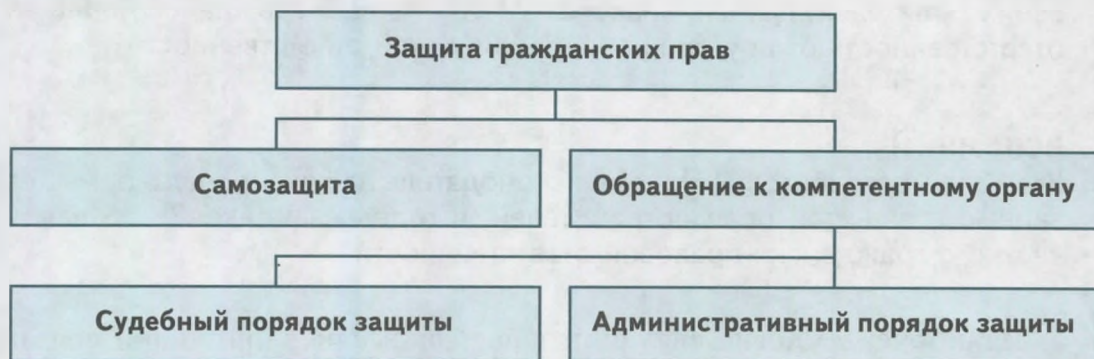 Защита гражданских прав
Самозащита
Обращение к компетентному органу
Судебный порядок защиты
Административный порядок защиты